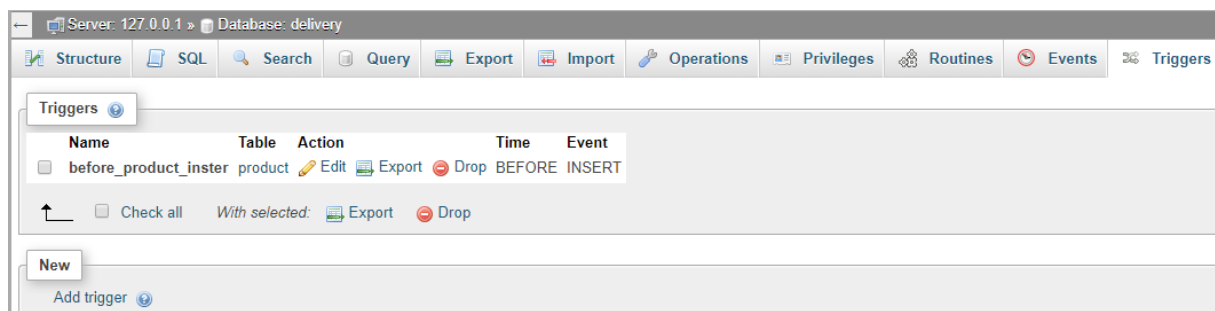 ← Server: 127.0.0.1 » Database: delivery
Structure SQL Search Query Export Import Operations Privileges Routines Events Triggers
Triggers
Name Table Action Time Event
before_product_inster product Edit Export Drop BEFORE INSERT
Check all With selected: Export Drop
New
Add trigger